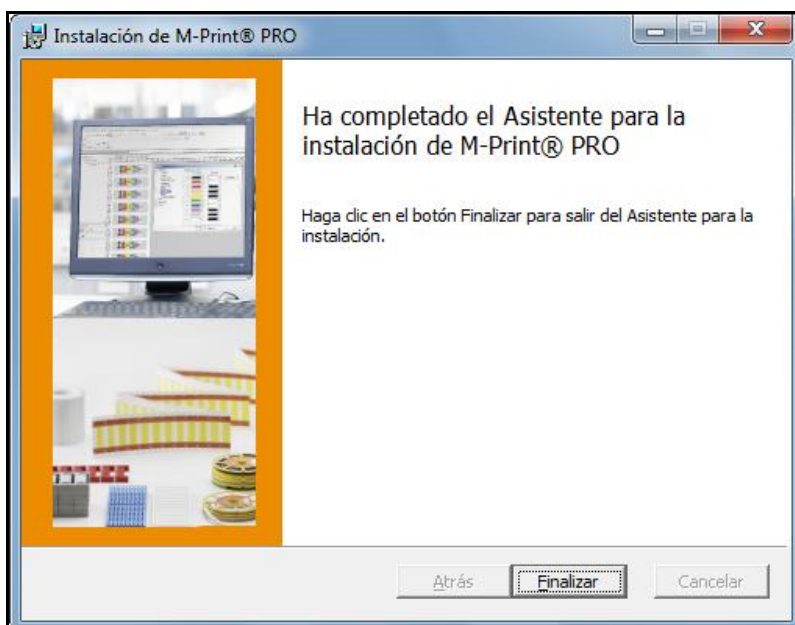 Instalación de M-Print® PRO
Ha completado el Asistente para la
instalación de M-Print® PRO
Haga clic en el botón Finalizar para salir del Asistente para la
instalación.
Atrás
Finalizar
Cancelar